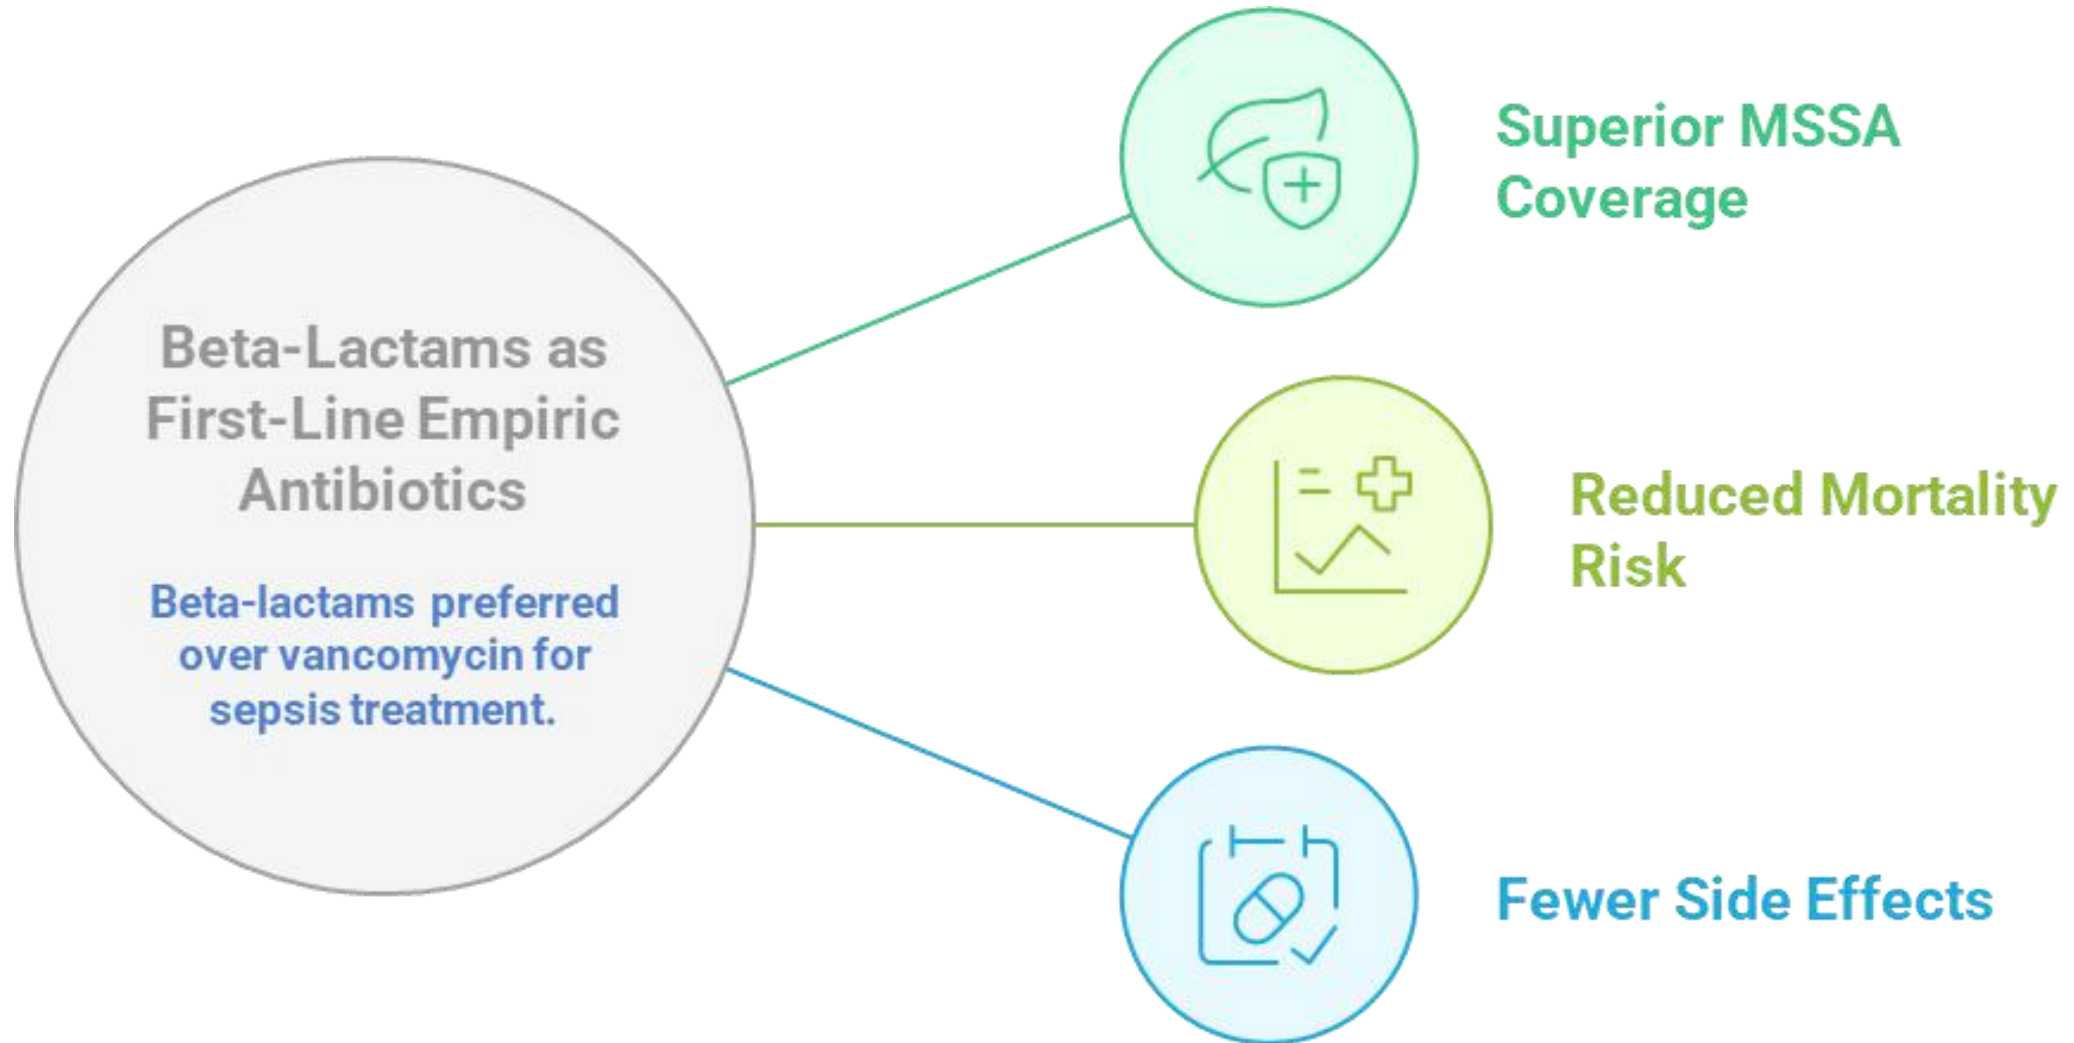 Beta-Lactams as
First-Line Empiric
Antibiotics
Beta-lactams preferred
over vancomycin for
sepsis treatment.
Superior MSSA
Coverage
Reduced Mortality
Risk
Fewer Side Effects